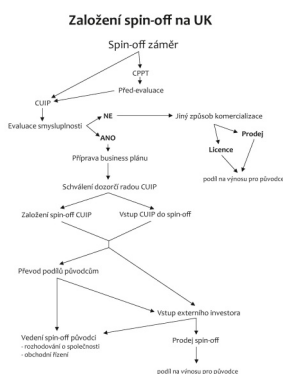 Založení spin-off na UK
Spin-off záměr
CPPT
Před-evaluace
CUIP
Evaluace smysluplnosti
NE
Jiný způsob komercializace
ANO
Prodej
Licence
Příprava business plánu
podíl na výnosu pro původce
Schválení dozorčí radou CUIP
Založení spin-off CUIP
Vstup CUIP do spin-off
Převod podílů původcům
Vstup externího investora
Vedení spin-off původci
- rozhodování o společnosti
- obchodní řízení
Prodej spin-off
podíl na výnosu pro původce